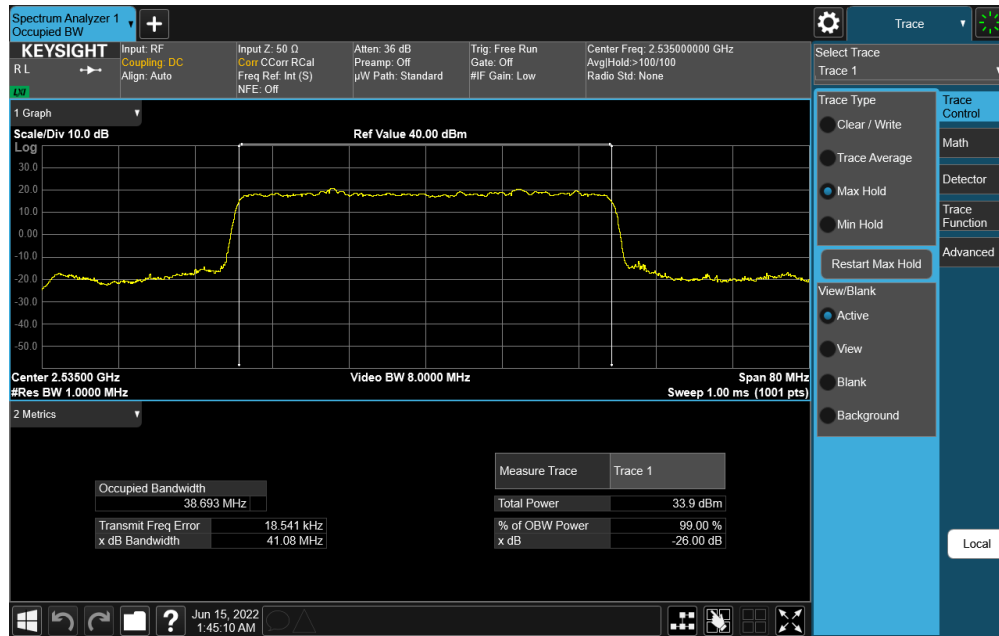 Spectrum Analyzer 1
Occupied BW
+
Trace
KEYSIGHT
R L
LXI
Input: RF
Coupling: DC
Align: Auto
Input Z: 50 Ω
Corr CCorr RCal
Freq Ref: Int (S)
NFE: Off
Atten: 36 dB
Preamp: Off
µW Path: Standard
Trig: Free Run
Gate: Off
#IF Gain: Low
Center Freq: 2.535000000 GHz
Avg|Hold:>100/100
Radio Std: None
Select Trace
Trace 1
1 Graph
Scale/Div 10.0 dB
Ref Value 40.00 dBm
Log
30.0
20.0
10.0
0.00
-10.0
-20.0
-30.0
-40.0
-50.0
Center 2.53500 GHz
Video BW 8.0000 MHz
Span 80 MHz
#Res BW 1.0000 MHz
Sweep 1.00 ms (1001 pts)
2 Metrics
Occupied Bandwidth
38.693 MHz
Transmit Freq Error 18.541 kHz
x dB Bandwidth 41.08 MHz
Measure Trace Trace 1
Total Power 33.9 dBm
% of OBW Power 99.00 %
x dB -26.00 dB
Trace Type
Clear / Write
Trace Average
Max Hold
Min Hold
Restart Max Hold
View/Blank
Active
View
Blank
Background
Trace
Control
Math
Detector
Trace
Function
Advanced
Local
?
Jun 15, 2022
1:45:10 AM